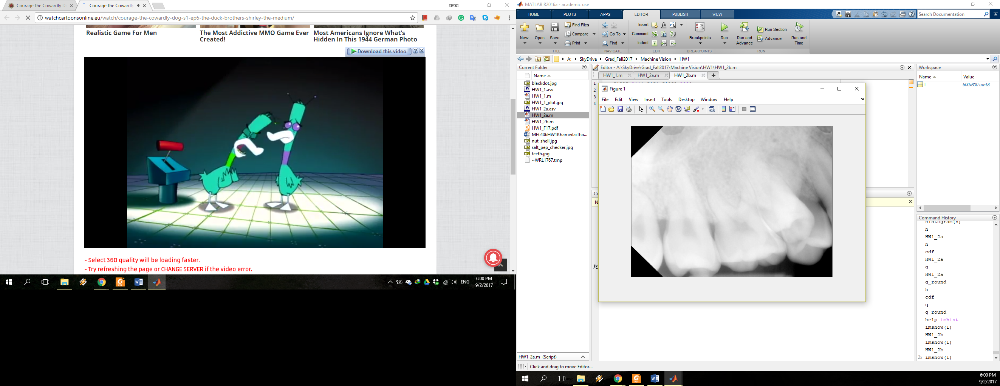 Courage the Cowardly D
Courage the Cowardly
watchcartoonsonline.eu/watch/courage-the-cowardly-dog-s1-ep6-the-duck-brothers-shirley-the-medium/
Realistic Game For Men
The Most Addictive MMO Game Ever
Created!
Most Americans Ignore What's
Hidden In This 1944 German Photo
Download this video ? X
- Select 360 quality will be loading faster.
- Try refreshing the page or CHANGE SERVER if the video error.
ENG
6:00 PM
9/2/2017
MATLAB R2016a - academic use
HOME PLOTS APPS EDITOR PUBLISH VIEW
Search Documentation
New Open Save
Find Files
Compare
Print
FILE
Go To
Find
NAVIGATE
Insert fx
Comment
Indent
EDIT
Breakpoints
BREAKPOINTS
Run
Run and
Advance
Run Section
Advance
Run and
Time
RUN
A: SkyDrive Grad_Fall2017 Machine Vision HW1
Current Folder
Name
blackdot.jpg
HW1_1.asv
HW1_1.m
HW1_1_plot.jpg
HW1_2a.asv
HW1_2a.m
HW1_2b.m
HW1_F17.pdf
ME6406HW1KhamvilaiTha...
nut_shell.jpg
salt_pep_checker.jpg
teeth.jpg
~WRL1767.tmp
HW1_2a.m (Script)
Click and drag to move Editor...
Editor - A:\SkyDrive\Grad_Fall2017\Machine Vision\HW1\HW1_2b.m
HW1_1.m HW1_2a.m HW1_2b.m
1
2
3
4
Figure 1
File Edit View Insert Tools Desktop Window Help
Co
N
fx
Workspace
Name Value
I 600x800 uint8
Command History
histogram(h)
h
HW1_2a
h
cdf
HW1_2a
q
HW1_2a
q_round
h
cdf
q
q_round
help imhist
imshow(I)
HW1_2b
imshow(I)
HW1_2b
2x imshow(I)
6:00 PM
9/2/2017